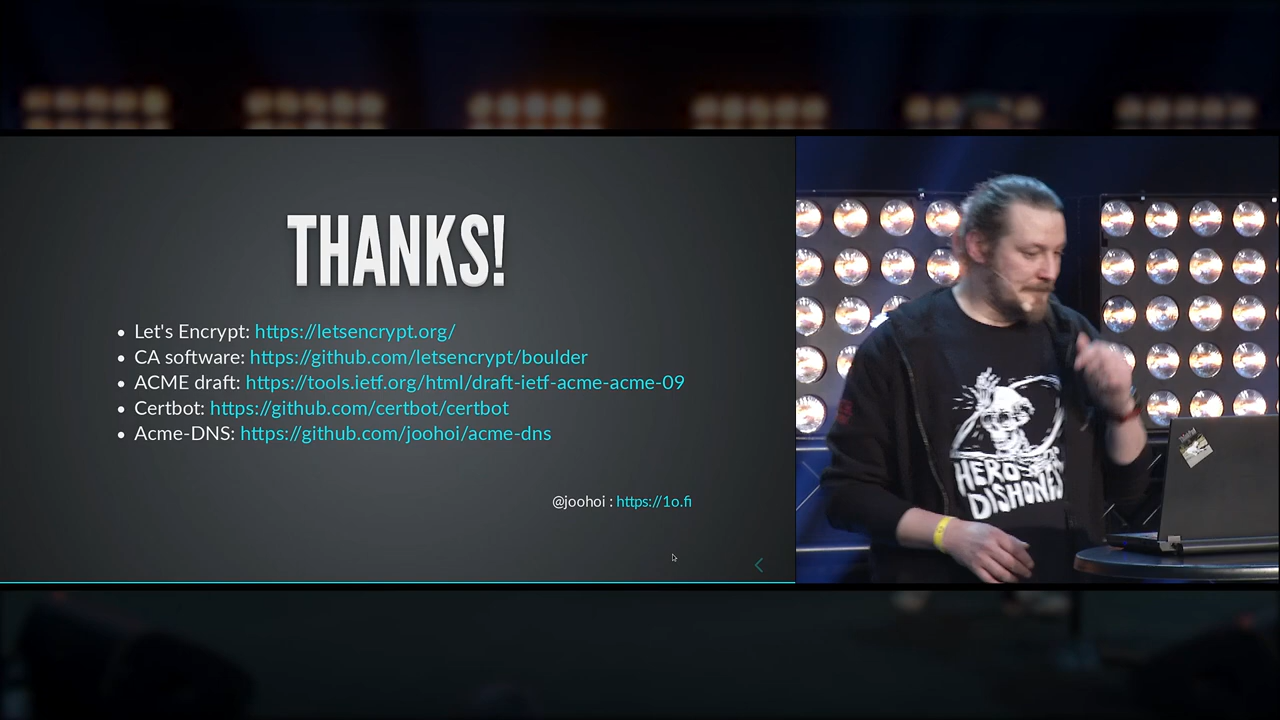 THANKS!
Let's Encrypt: https://letsencrypt.org/
CA software: https://github.com/letsencrypt/boulder
ACME draft: https://tools.ietf.org/html/draft-ietf-acme-acme-09
Certbot: https://github.com/certbot/certbot
Acme-DNS: https://github.com/joohoi/acme-dns
@joohoi : https://1o.fi
HERO